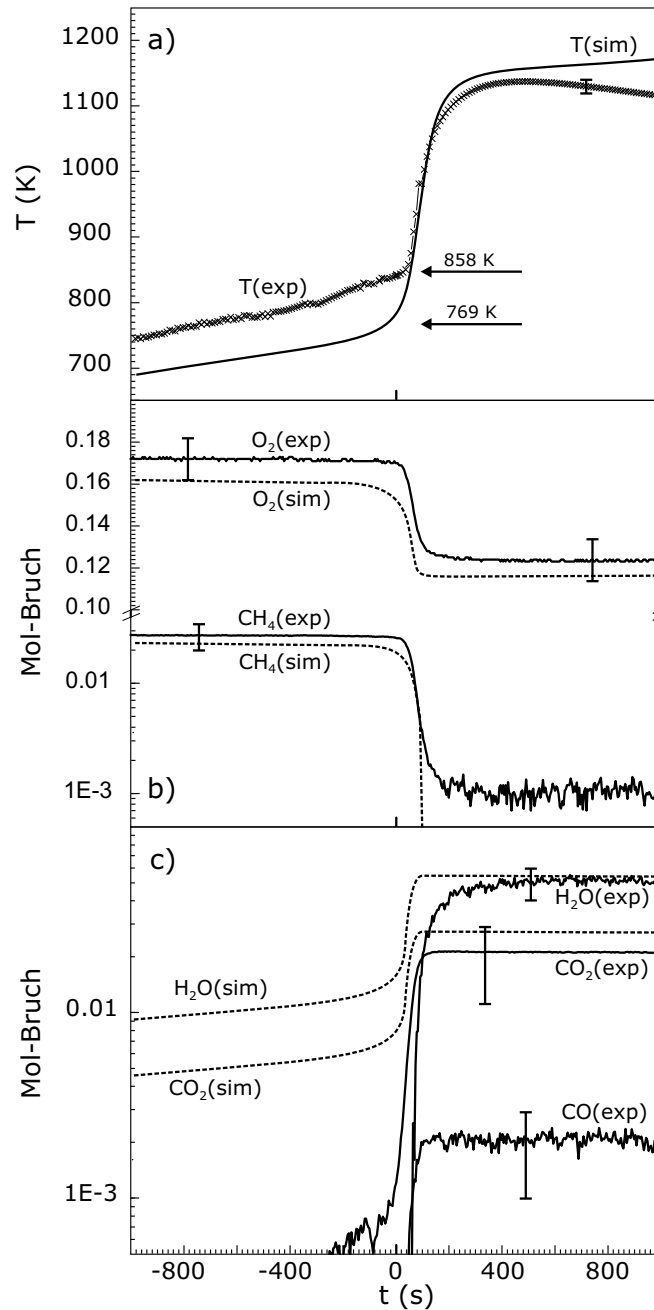 a)
1200
1100
1000
900
800
700
T (K)
T(sim)
T(exp)
858 K
769 K
0.18
0.16
0.14
0.12
0.10
0.01
1E-3
Mol-Bruch
O₂(exp)
O₂(sim)
CH₄(exp)
CH₄(sim)
b)
c)
0.01
1E-3
Mol-Bruch
H₂O(exp)
CO₂(exp)
H₂O(sim)
CO₂(sim)
CO(exp)
-800 -400 0 400 800
t (s)